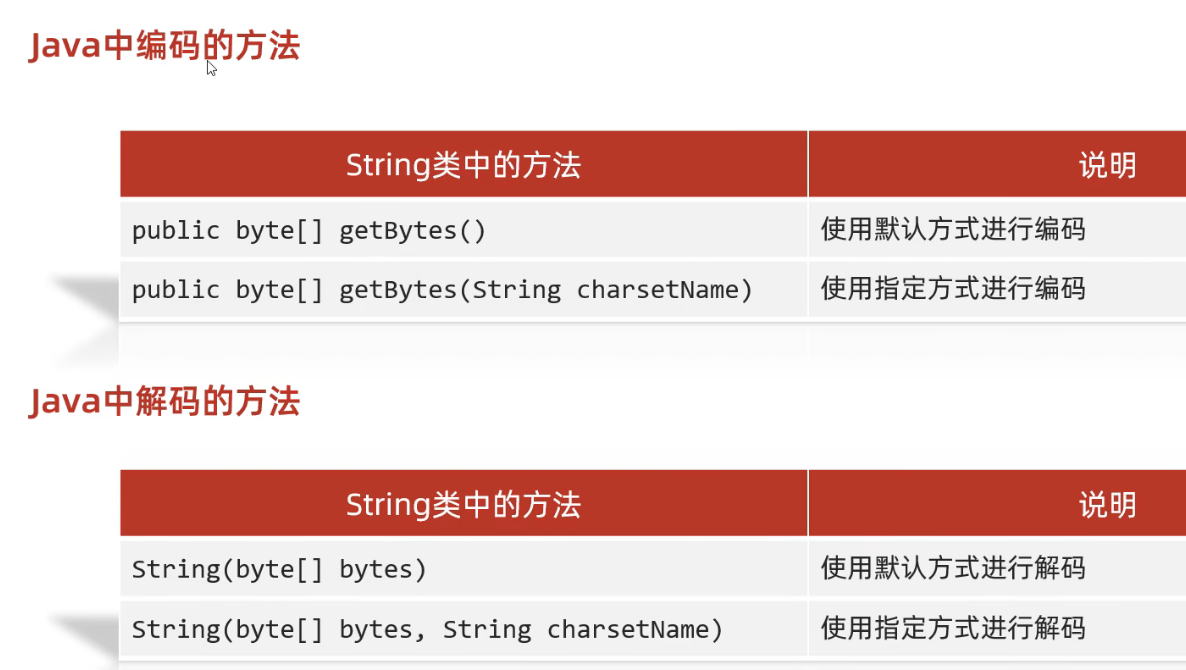 Java中编码的方法
String类中的方法 说明
public byte[] getBytes() 使用默认方式进行编码
public byte[] getBytes(String charsetName) 使用指定方式进行编码
Java中解码的方法
String类中的方法 说明
String(byte[] bytes) 使用默认方式进行解码
String(byte[] bytes, String charsetName) 使用指定方式进行解码